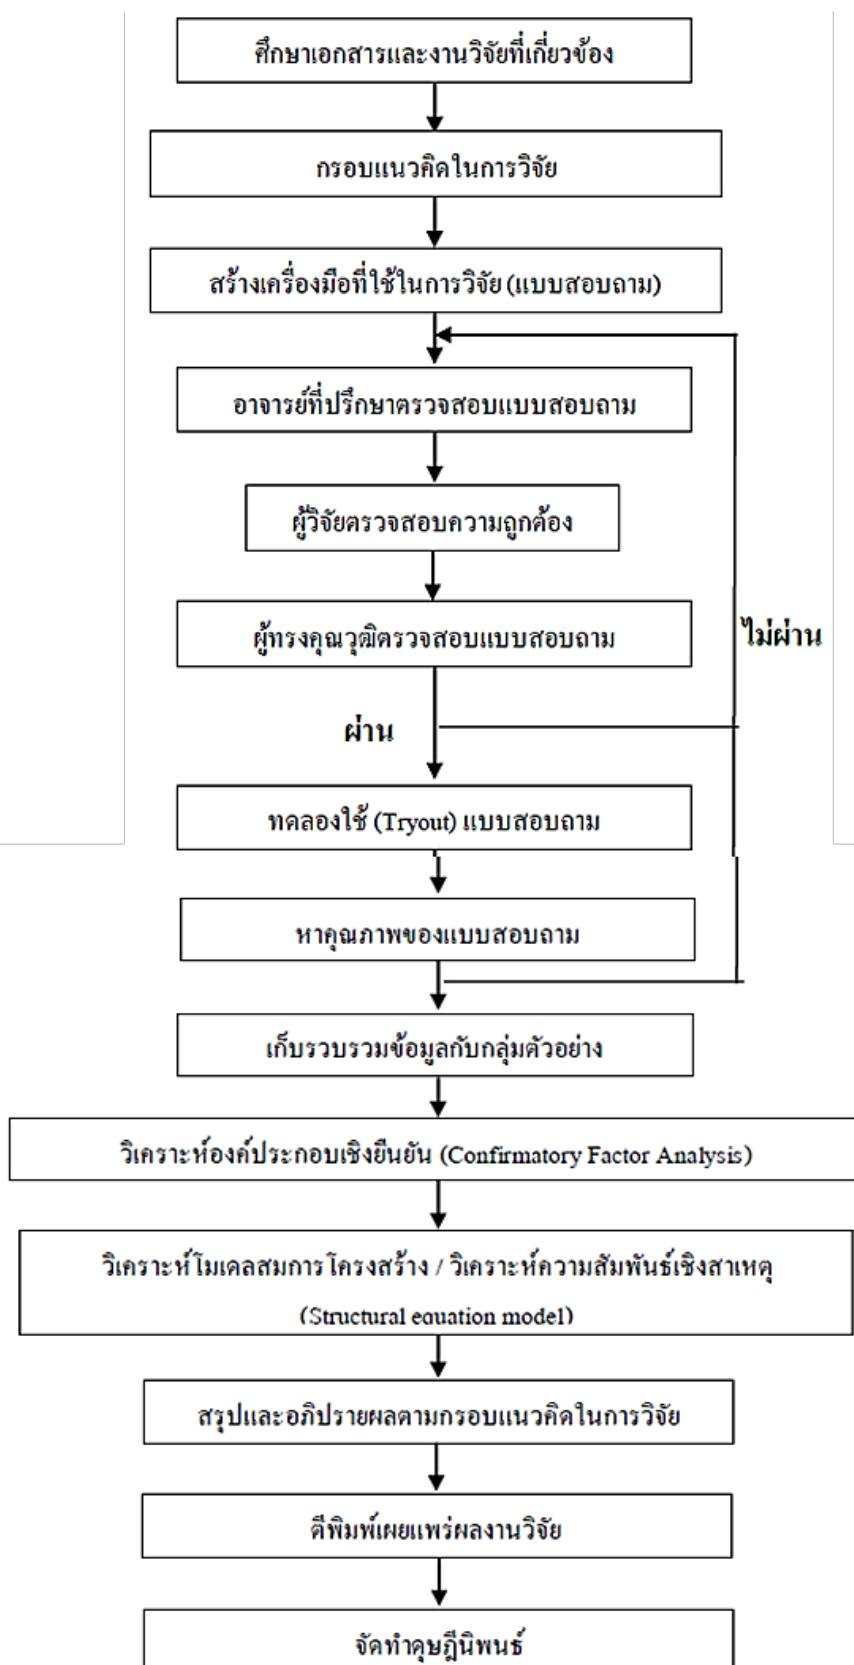 ศึกษาเอกสารและงานวิจัยที่เกี่ยวข้อง
กรอบแนวคิดในการวิจัย
สร้างเครื่องมือที่ใช้ในการวิจัย (แบบสอบถาม)
อาจารย์ที่ปรึกษาตรวจสอบแบบสอบถาม
ผู้วิจัยตรวจสอบความถูกต้อง
ผู้ทรงคุณวุฒิตรวจสอบแบบสอบถาม
ไม่ผ่าน
ผ่าน
ทดลองใช้ (Tryout) แบบสอบถาม
หาคุณภาพของแบบสอบถาม
เก็บรวบรวมข้อมูลกับกลุ่มตัวอย่าง
วิเคราะห์องค์ประกอบเชิงยืนยัน (Confirmatory Factor Analysis)
วิเคราะห์โมเดลสมการโครงสร้าง / วิเคราะห์ความสัมพันธ์เชิงสาเหตุ
(Structural equation model)
สรุปและอภิปรายผลตามกรอบแนวคิดในการวิจัย
ตีพิมพ์เผยแพร่ผลงานวิจัย
จัดทำดุษฎีนิพนธ์